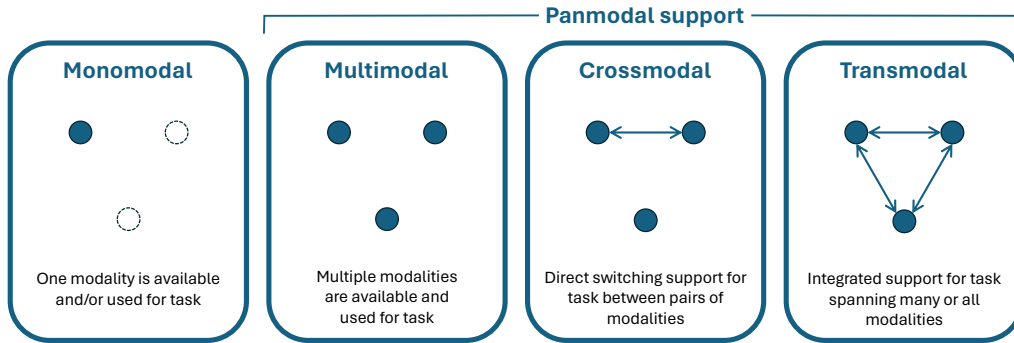 Panmodal support
Monomodal
One modality is available
and/or used for task
Multimodal
Multiple modalities
are available and
used for task
Crossmodal
Direct switching support for
task between pairs of
modalities
Transmodal
Integrated support for task
spanning many or all
modalities